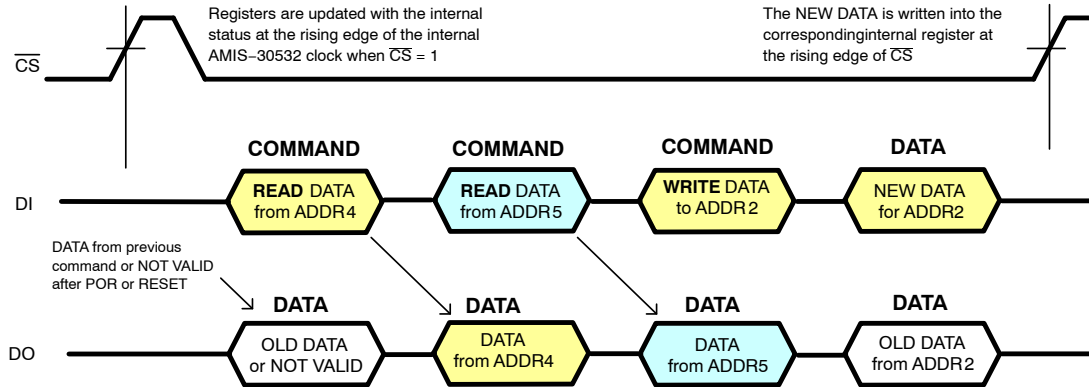 Registers are updated with the internal
status at the rising edge of the internal
AMIS−30532 clock when CS = 1
The NEW DATA is written into the
correspondinginternal register at
the rising edge of CS
CS
COMMAND
COMMAND
COMMAND
DATA
DI
READ DATA
from ADDR4
READ DATA
from ADDR5
WRITE DATA
to ADDR2
NEW DATA
for ADDR2
DATA from previous
command or NOT VALID
after POR or RESET
DATA
DATA
DATA
DATA
DO
OLD DATA
or NOT VALID
DATA
from ADDR4
DATA
from ADDR5
OLD DATA
from ADDR2